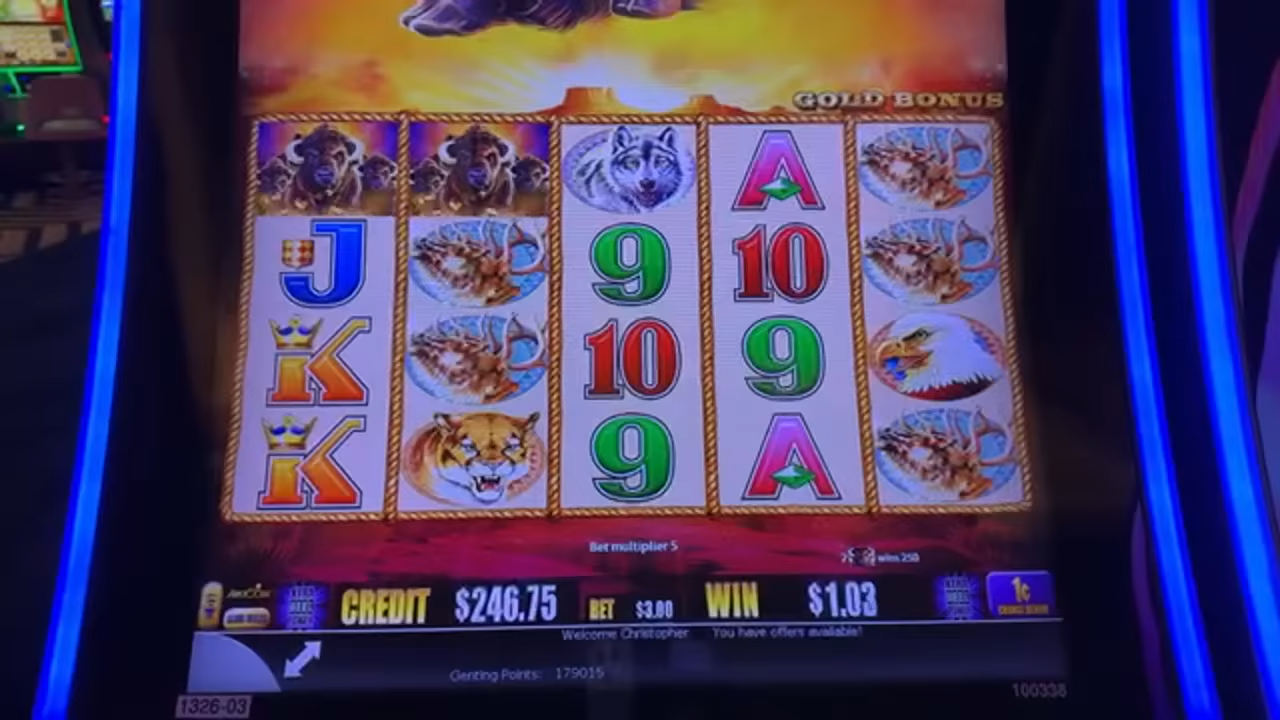 GOLD BONUS
A
J 9 10
K 10 9
K 9 A
Bet multiplier 5
wins 250
CREDIT $246.75 BET $3.00 WIN $1.03 1¢
Welcome Christopher You have offers available!
Genting Points: 179015
1326-03 100338